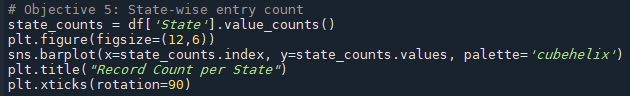 # Objective 5: State-wise entry count
state_counts = df['State'].value_counts()
plt.figure(figsize=(12,6))
sns.barplot(x=state_counts.index, y=state_counts.values, palette='cubehelix')
plt.title("Record Count per State")
plt.xticks(rotation=90)